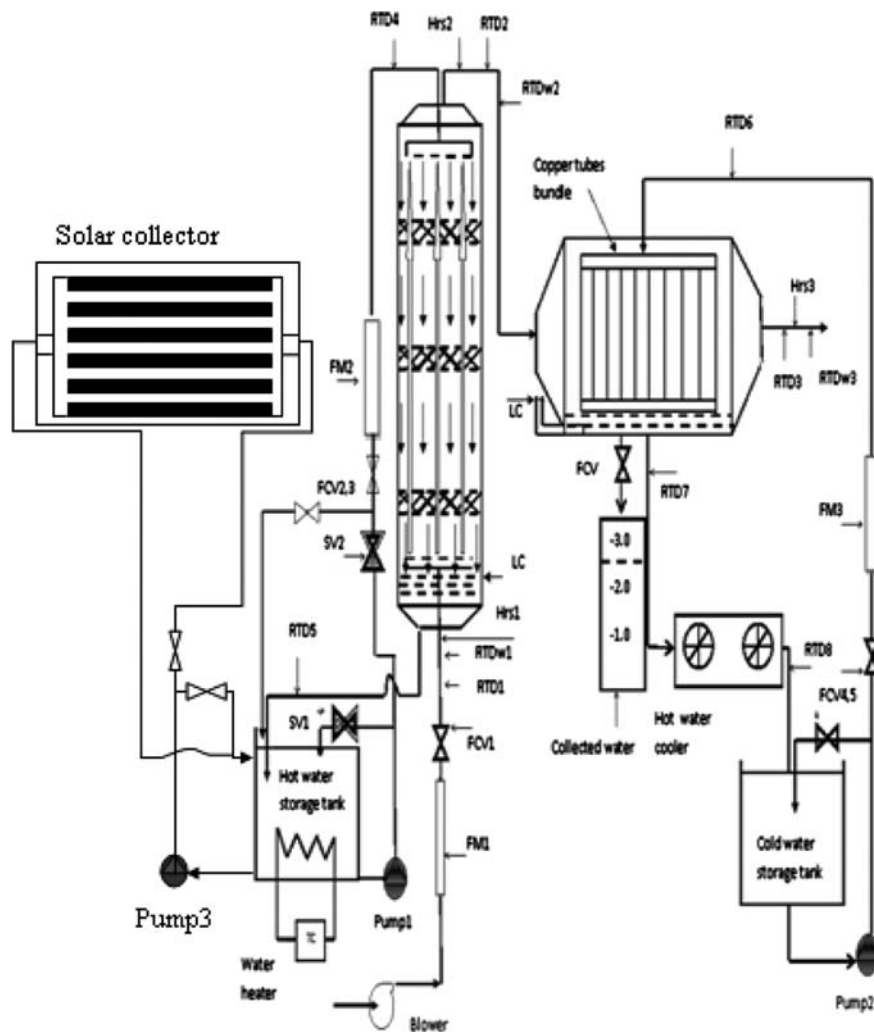 RTD4
Hrs2
RTD2
RTDw2
RTD6
Copper tubes
bundle
Solar collector
Hrs3
FM2
RTD3
RTDw3
LC
FCV
RTD7
FCV2,3
FM3
SV2
-3.0
-2.0
-1.0
LC
Hrs1
RTD5
RTDw1
RTD1
RTD8
SV1
FCV1
FCV4,5
Collected water
Hot water
cooler
Hot water
storage tank
FM1
Cold water
storage tank
Pump3
Pump1
TC
Water
heater
Blower
Pump2